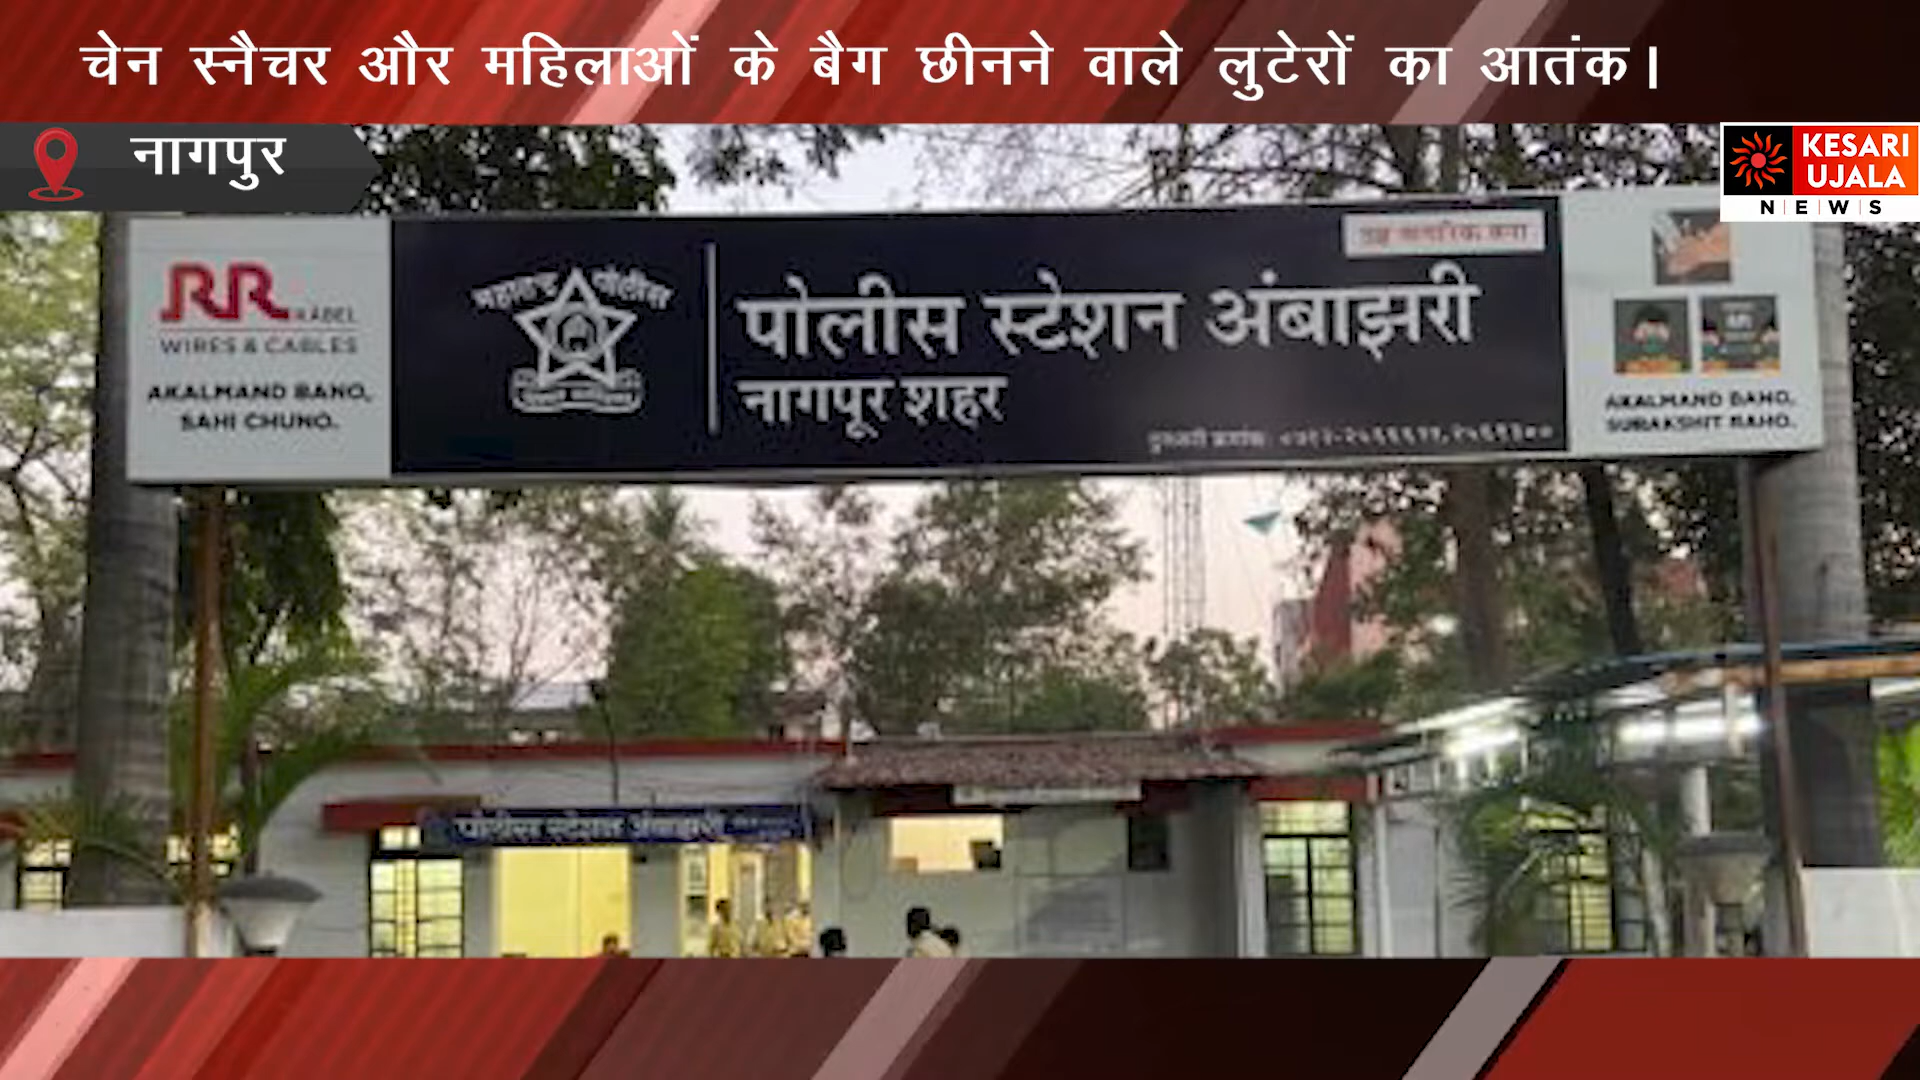 चेन स्नैचर और महिलाओं के बैग छीनने वाले लुटेरों का आतंक।
नागपुर
KESARI
UJALA
NEWS
RR KABEL
WIRES & CABLES
AKALMAND BANO,
SAHI CHUNO.
महाराष्ट्र पोलीस
पोलीस स्टेशन अंबाझरी
नागपूर शहर
AKALMAND BANO,
SURAKSHIT RAHO.
पोलीस स्टेशन अंबाझरी